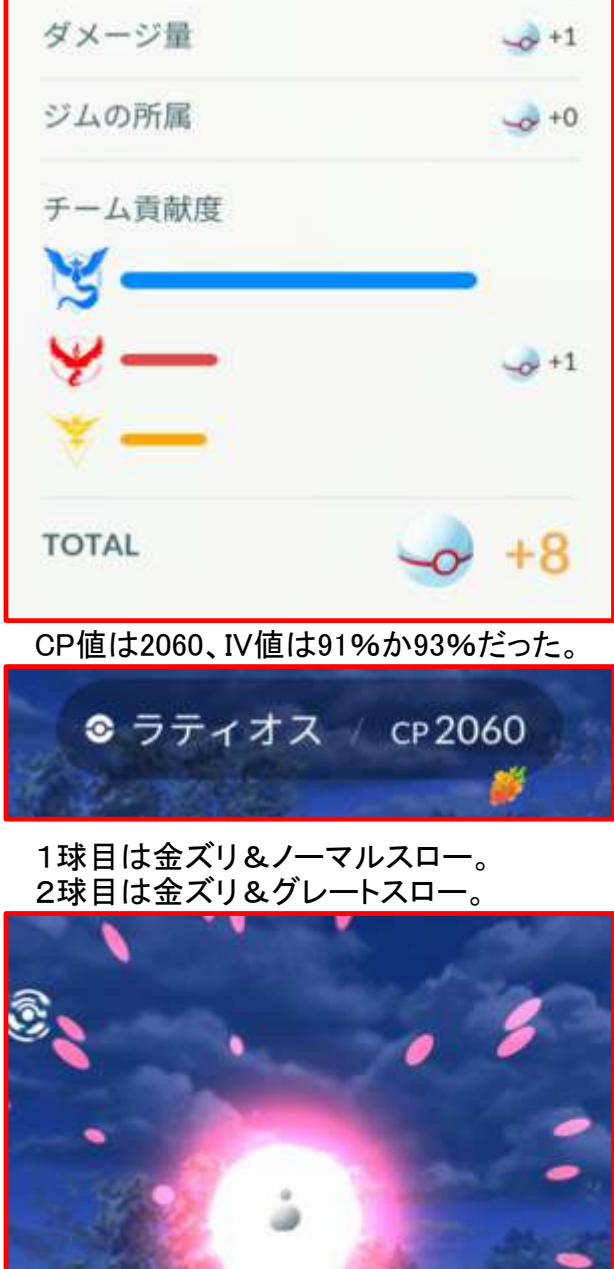 ダメージ量 +1
ジムの所属 +0
チーム貢献度
+1
TOTAL +8
CP値は2060、IV値は91%か93%だった。
ラティオス / CP2060
1球目は金ズリ&ノーマルスロー。
2球目は金ズリ&グレートスロー。